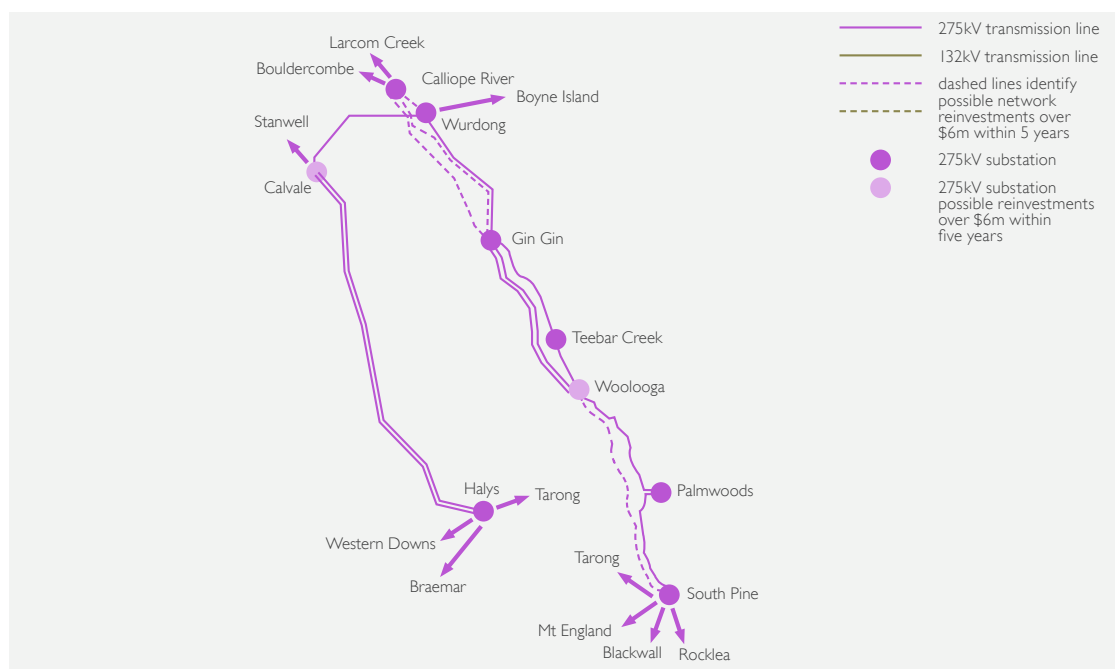 Larcom Creek
Bouldercombe
Calliope River
Boyne Island
Wurdong
Stanwell
Calvale
Gin Gin
Teebar Creek
Woolooga
Halys
Tarong
Palmwoods
Western Downs
Braemar
Tarong
South Pine
Mt England
Blackwall
Rocklea
275kV transmission line
132kV transmission line
dashed lines identify
possible network
reinvestments over
$6m within 5 years
275kV substation
275kV substation
possible reinvestments
over $6m within
five years